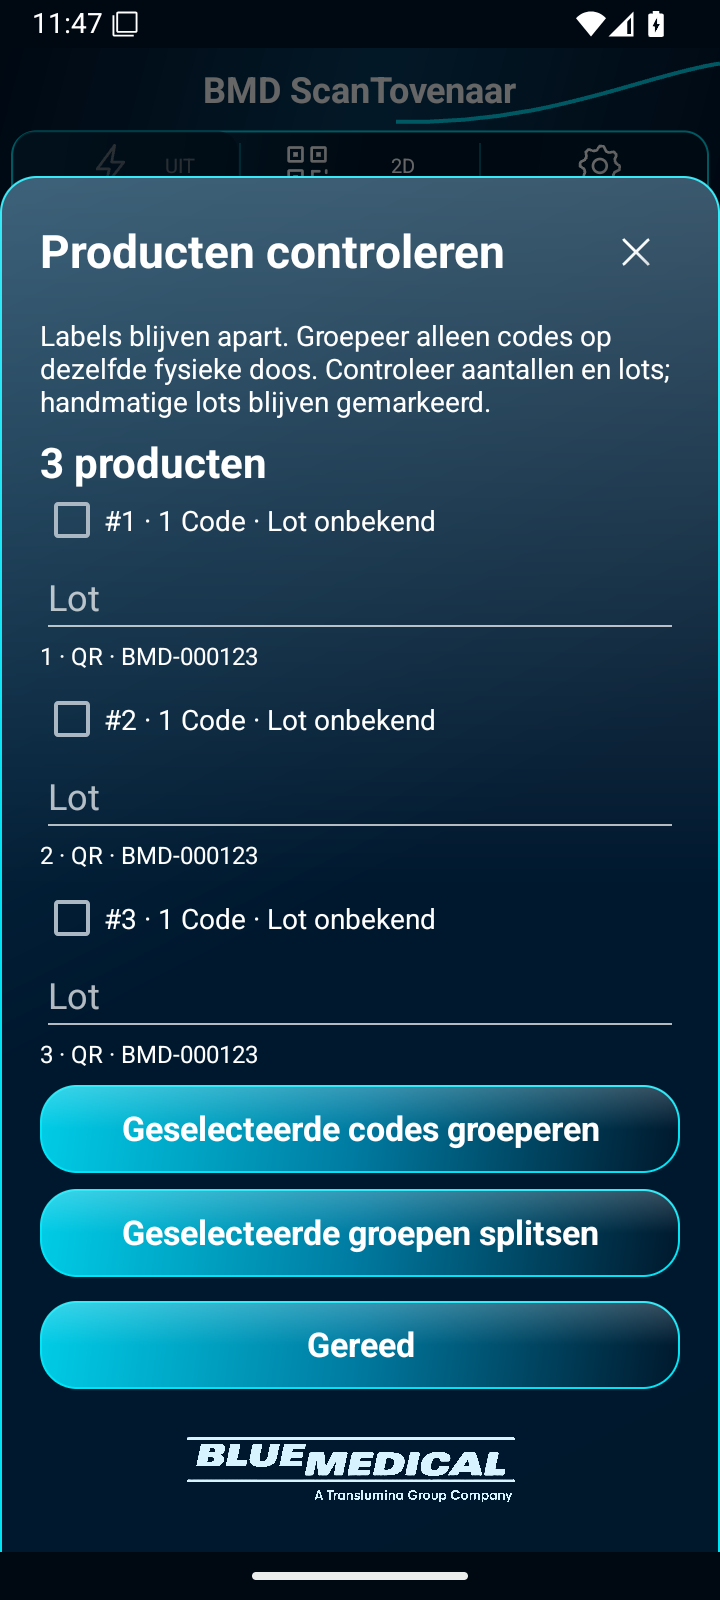 11:47
BMD ScanTovenaar
UIT
2D
Producten controleren
Labels blijven apart. Groepeer alleen codes op
dezelfde fysieke doos. Controleer aantallen en lots;
handmatige lots blijven gemarkeerd.
3 producten
#1 · 1 Code · Lot onbekend
Lot
1 · QR · BMD-000123
#2 · 1 Code · Lot onbekend
Lot
2 · QR · BMD-000123
#3 · 1 Code · Lot onbekend
Lot
3 · QR · BMD-000123
Geselecteerde codes groeperen
Geselecteerde groepen splitsen
Gereed
BLUEMEDICAL
A Translumina Group Company